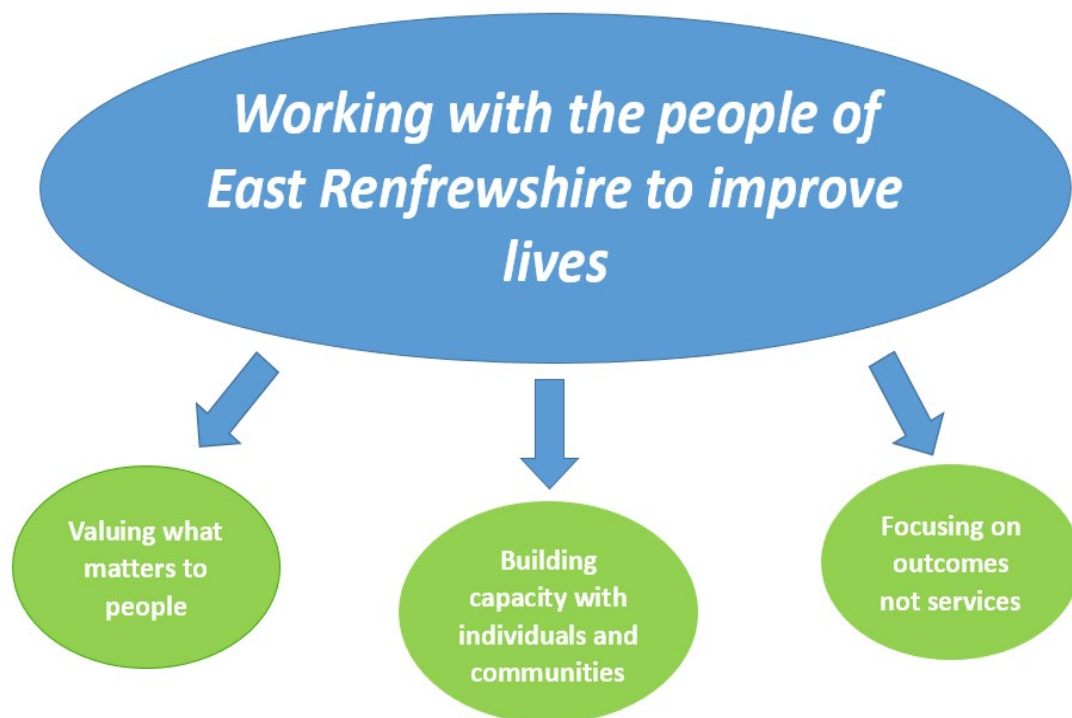 Working with the people of
East Renfrewshire to improve
lives
Valuing what
matters to
people
Building
capacity with
individuals and
communities
Focusing on
outcomes
not services